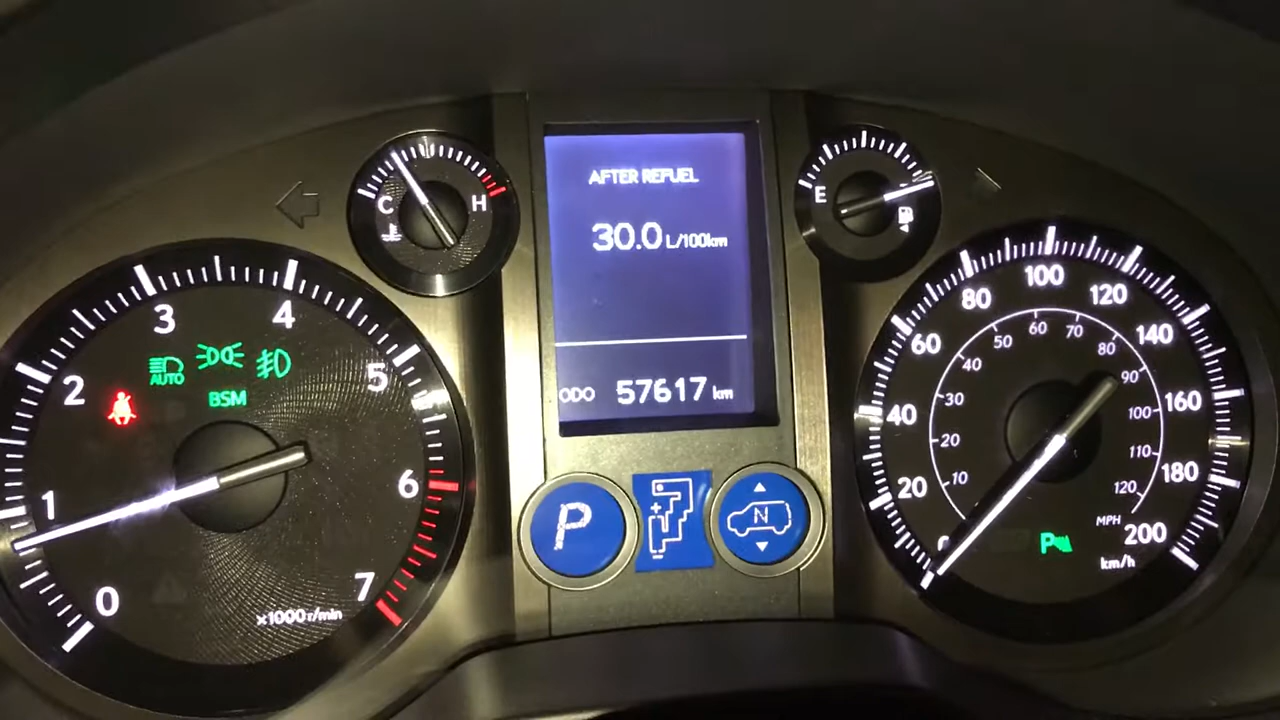 AFTER REFUEL
30.0 L/100km
ODO 57617 km
C H
E
0 1 2 3 4 5 6 7
×1000 r/min
AUTO
BSM
P
+
−
N
0 20 40 60 80 100 120 140 160 180 200
km/h
10 20 30 40 50 60 70 80 90 100 110 120
MPH
P